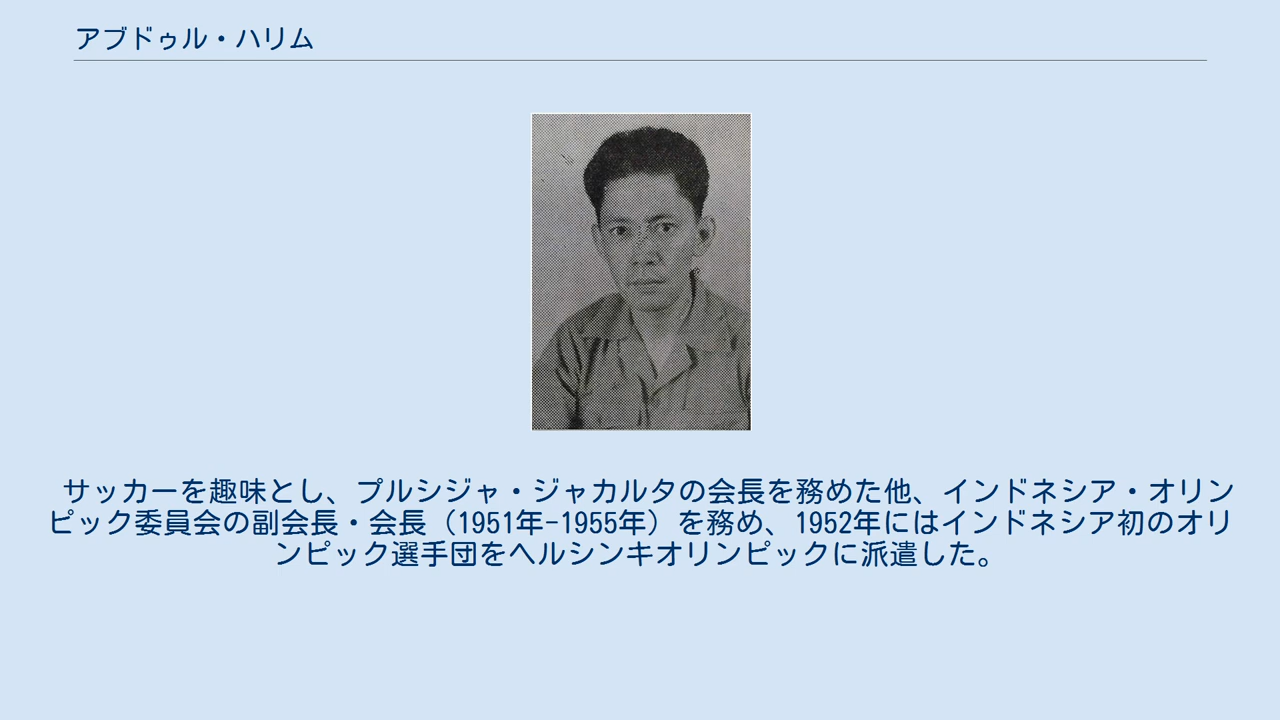 アブドゥル・ハリム
サッカーを趣味とし、プルシジャ・ジャカルタの会長を務めた他、インドネシア・オリン
ピック委員会の副会長・会長（1951年-1955年）を務め、1952年にはインドネシア初のオリ
ンピック選手団をヘルシンキオリンピックに派遣した。